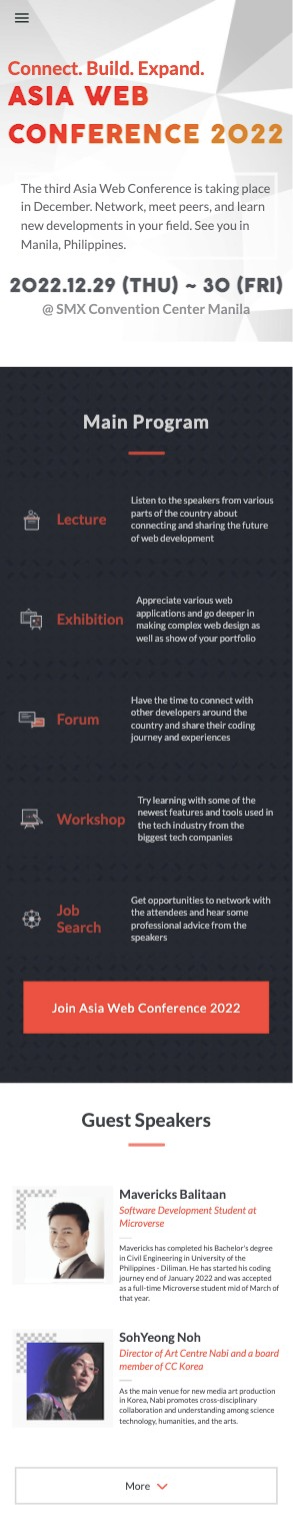 Connect. Build. Expand.
ASIA WEB
CONFERENCE 2022
The third Asia Web Conference is taking place
in December. Network, meet peers, and learn
new developments in your field. See you in
Manila, Philippines.
2022.12.29 (THU) ~ 30 (FRI)
@ SMX Convention Center Manila
Main Program
Lecture
Listen to the speakers from various
parts of the country about
connecting and sharing the future
of web development
Exhibition
Appreciate various web
applications and go deeper in
making complex web design as
well as show of your portfolio
Forum
Have the time to connect with
other developers around the
country and share their coding
journey and experiences
Workshop
Try learning with some of the
newest features and tools used in
the tech industry from the
biggest tech companies
Job
Search
Get opportunities to network with
the attendees and hear some
professional advice from the
speakers
Join Asia Web Conference 2022
Guest Speakers
Mavericks Balitaan
Software Development Student at
Microverse
Mavericks has completed his Bachelor's degree
in Civil Engineering in University of the
Philippines - Diliman. He has started his coding
journey end of January 2022 and was accepted
as a full-time Microverse student mid of March of
that year.
SohYeong Noh
Director of Art Centre Nabi and a board
member of CC Korea
As the main venue for new media art production
in Korea, Nabi promotes cross-disciplinary
collaboration and understanding among science
technology, humanities, and the arts.
More